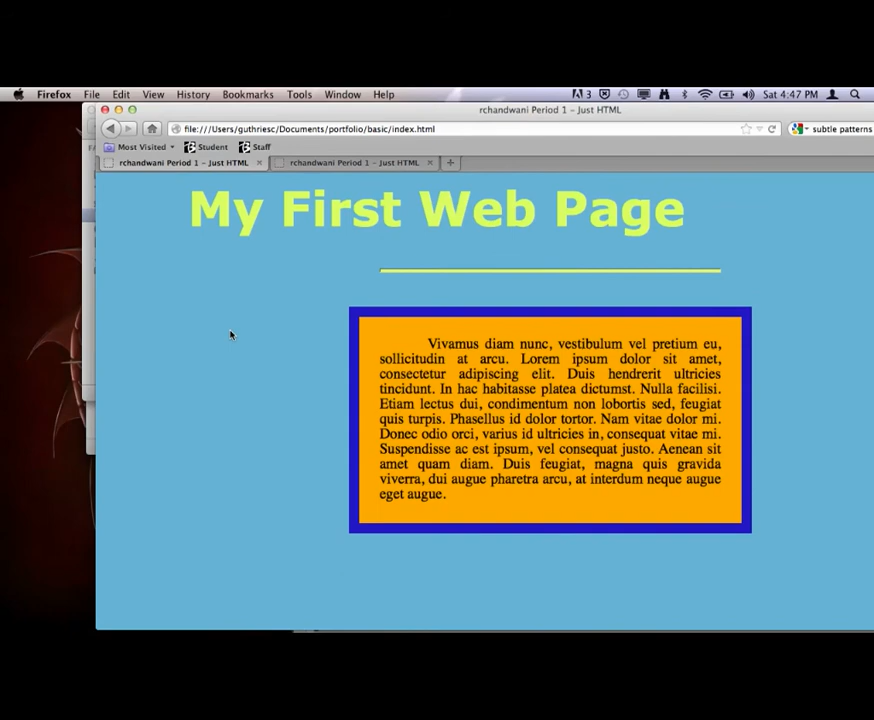 Firefox File Edit View History Bookmarks Tools Window Help 3 Sat 4:47 PM
rchandwani Period 1 – Just HTML
file:///Users/guthriesc/Documents/portfolio/basic/index.html subtle patterns
Most Visited Student Staff
rchandwani Period 1 – Just HTML rchandwani Period 1 – Just HTML
My First Web Page
Vivamus diam nunc, vestibulum vel pretium eu,
sollicitudin at arcu. Lorem ipsum dolor sit amet,
consectetur adipiscing elit. Duis hendrerit ultricies
tincidunt. In hac habitasse platea dictumst. Nulla facilisi.
Etiam lectus dui, condimentum non lobortis sed, feugiat
quis turpis. Phasellus id dolor tortor. Nam vitae dolor mi.
Donec odio orci, varius id ultricies in, consequat vitae mi.
Suspendisse ac est ipsum, vel consequat justo. Aenean sit
amet quam diam. Duis feugiat, magna quis gravida
viverra, dui augue pharetra arcu, at interdum neque augue
eget augue.